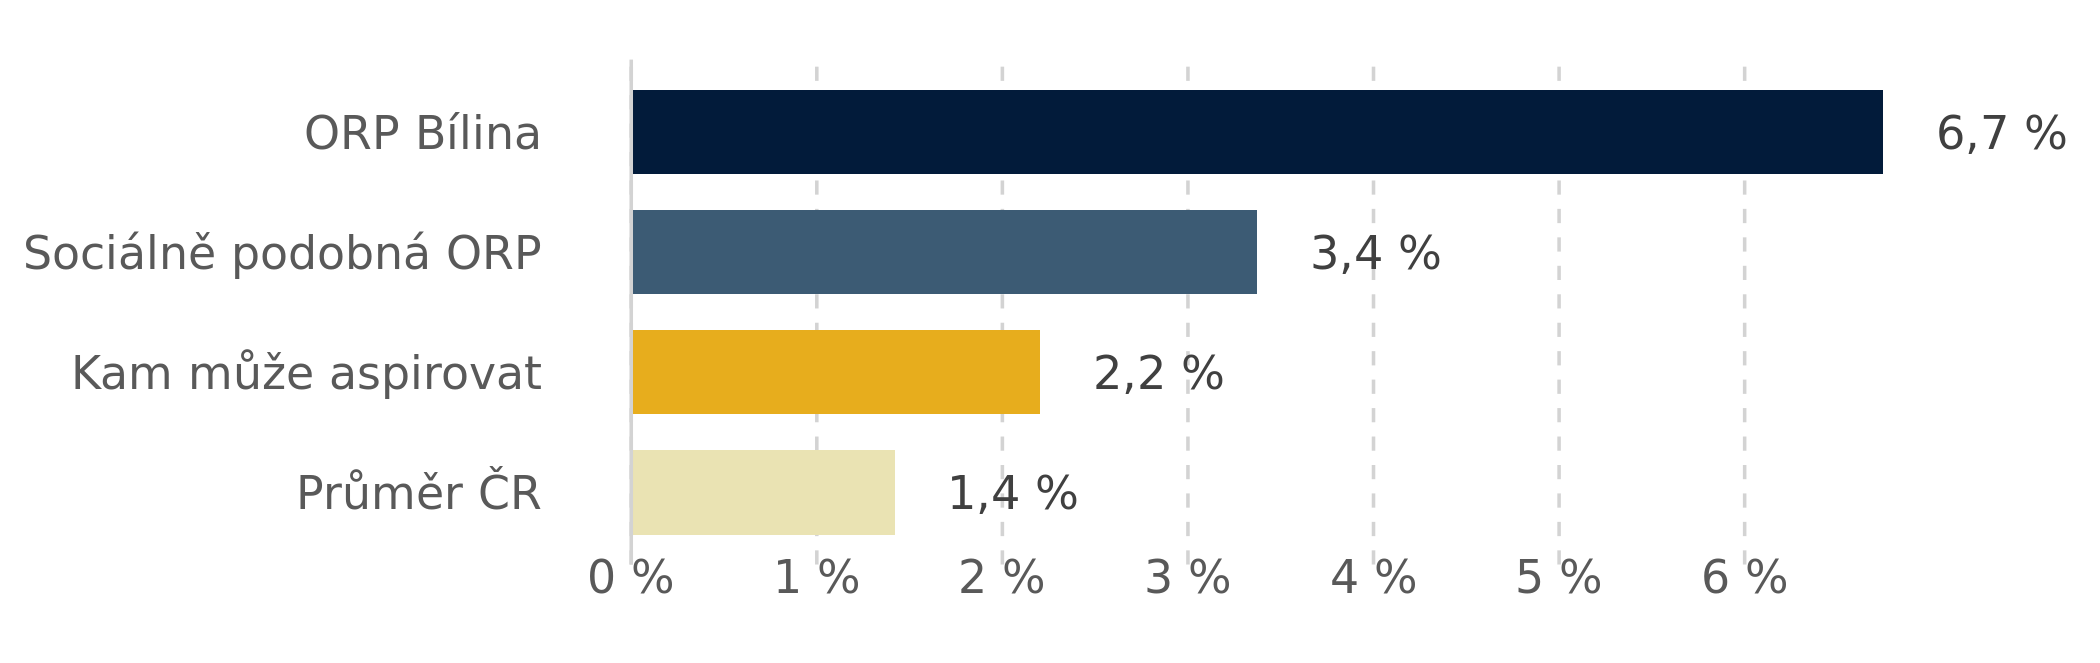 ORP Bílina 6,7 %
Sociálně podobná ORP 3,4 %
Kam může aspirovat 2,2 %
Průměr ČR 1,4 %
0 % 1 % 2 % 3 % 4 % 5 % 6 %